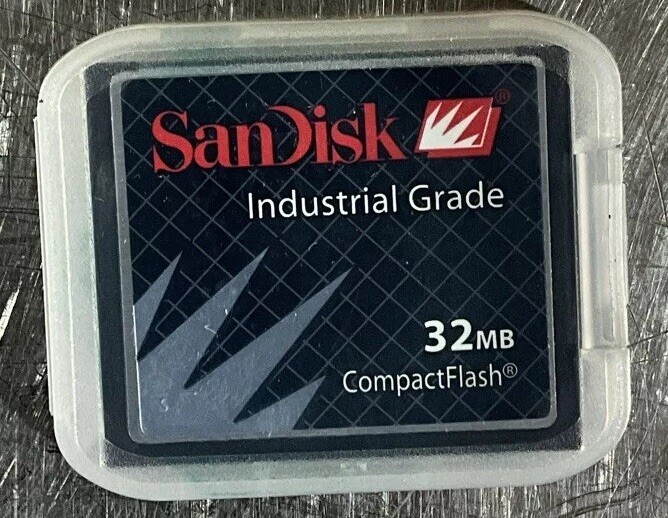 SanDisk ®
Industrial Grade
32MB
CompactFlash®